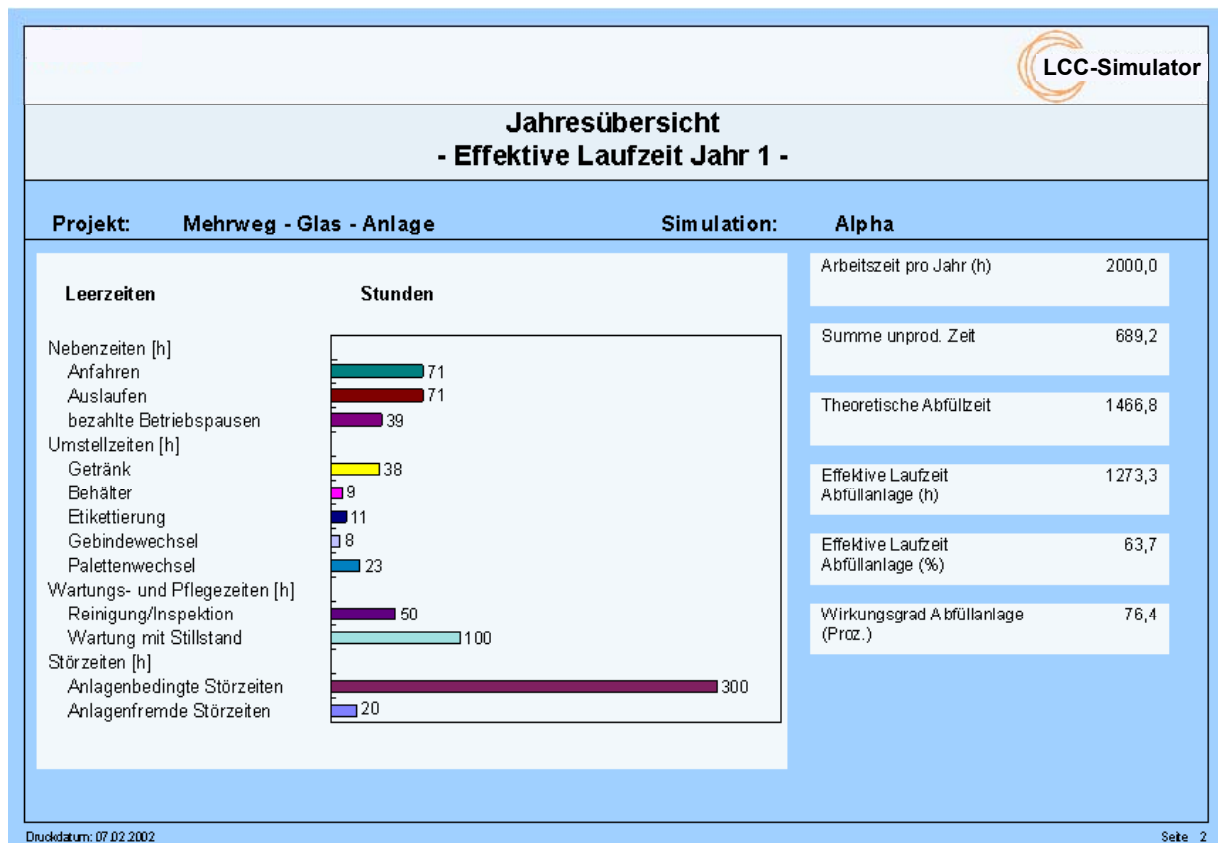 LCC-Simulator
Jahresübersicht
- Effektive Laufzeit Jahr 1 -
Projekt: Mehrweg - Glas - Anlage Simulation: Alpha
Leerzeiten Stunden
Nebenzeiten [h]
Anfahren 71
Auslaufen 71
bezahlte Betriebspausen 39
Umstellzeiten [h]
Getränk 38
Behälter 9
Etikettierung 11
Gebindewechsel 8
Palettenwechsel 23
Wartungs- und Pflegezeiten [h]
Reinigung/Inspektion 50
Wartung mit Stillstand 100
Störzeiten [h]
Anlagenbedingte Störzeiten 300
Anlagenfremde Störzeiten 20
Arbeitszeit pro Jahr (h) 2000,0
Summe unprod. Zeit 689,2
Theoretische Abfüllzeit 1466,8
Effektive Laufzeit 1273,3
Abfüllanlage (h)
Effektive Laufzeit 63,7
Abfüllanlage (%)
Wirkungsgrad Abfüllanlage 76,4
(Proz.)
Druckdatum: 07.02.2002 Seite 2